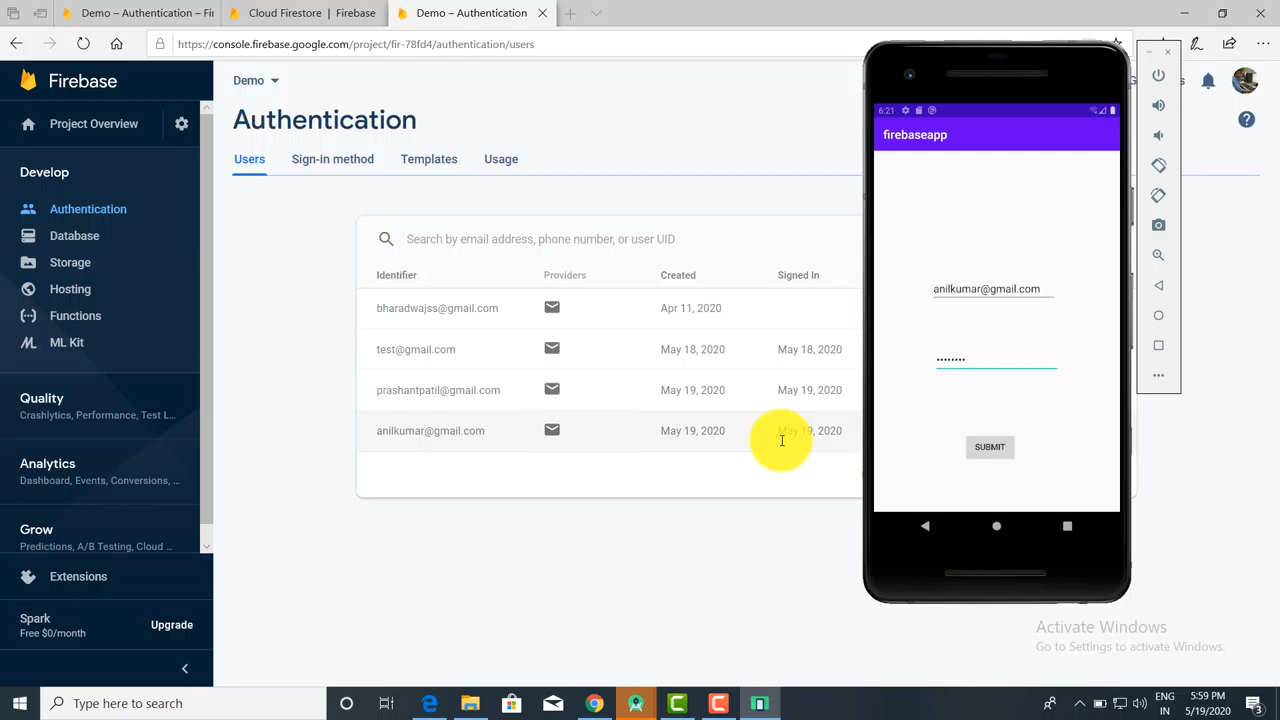 Demo – Authentication – Fi
Cloud | Firebase
Demo – Authentication
https://console.firebase.google.com/project/fir-78fd4/authentication/users
Firebase
Project Overview
Develop
Authentication
Database
Storage
Hosting
Functions
ML Kit
Quality
Crashlytics, Performance, Test L...
Analytics
Dashboard, Events, Conversions, ...
Grow
Predictions, A/B Testing, Cloud ...
Extensions
Spark
Free $0/month
Upgrade
Demo
Authentication
Users
Sign-in method
Templates
Usage
Search by email address, phone number, or user UID
Identifier
Providers
Created
Signed In
bharadwajss@gmail.com
Apr 11, 2020
test@gmail.com
May 18, 2020
May 18, 2020
prashantpatil@gmail.com
May 19, 2020
May 19, 2020
anilkumar@gmail.com
May 19, 2020
May 19, 2020
6:21
firebaseapp
anilkumar@gmail.com
••••••••
SUBMIT
Activate Windows
Go to Settings to activate Windows.
Type here to search
ENG
IN
5:59 PM
5/19/2020
3